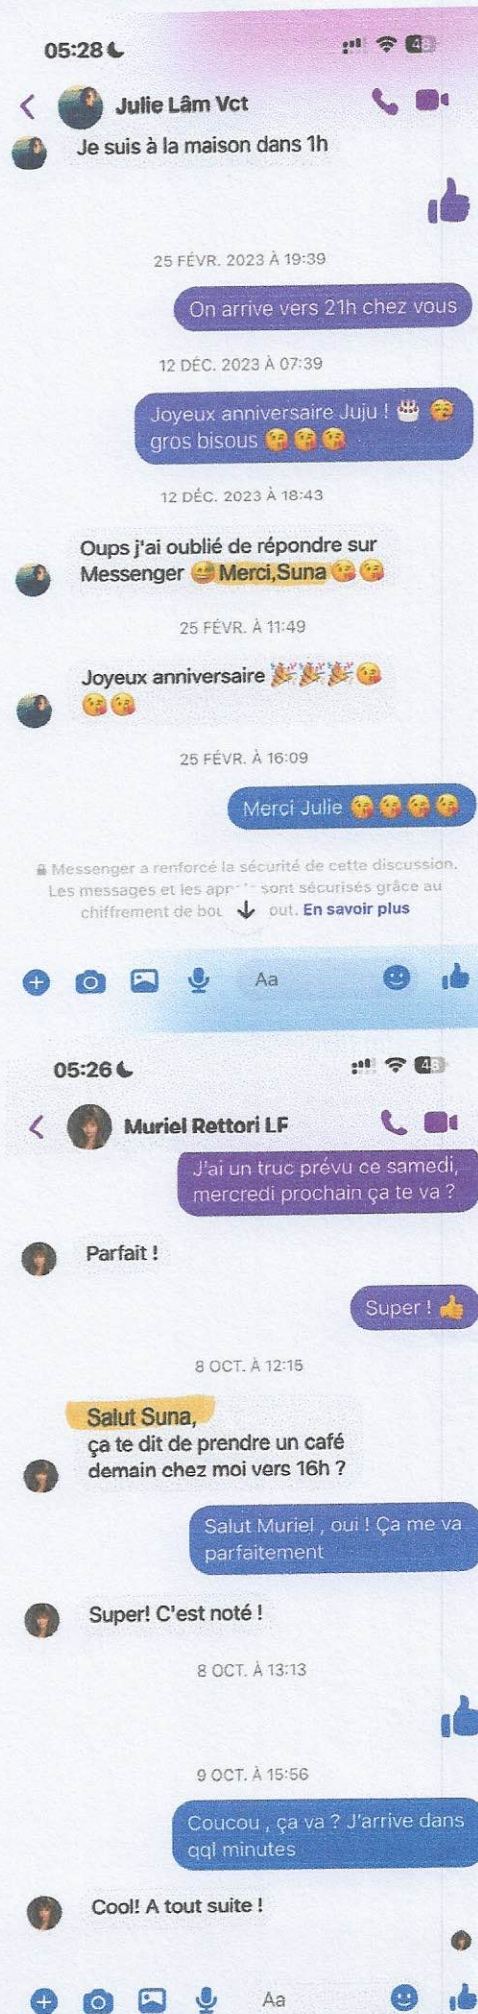 05:28
48
Julie Lâm Vct
Je suis à la maison dans 1h
25 FÉVR. 2023 À 19:39
On arrive vers 21h chez vous
12 DÉC. 2023 À 07:39
Joyeux anniversaire Juju ! 🎂 🥳
gros bisous 😘😘😘
12 DÉC. 2023 À 18:43
Oups j'ai oublié de répondre sur
Messenger 😅 Merci,Suna 😘😘
25 FÉVR. À 11:49
Joyeux anniversaire 🎉🎉🎉😘
😘😘
25 FÉVR. À 16:09
Merci Julie 😘😘😘😘
Messenger a renforcé la sécurité de cette discussion.
Les messages et les sont sécurisés grâce au
chiffrement de out. En savoir plus
Aa
05:26
48
Muriel Rettori LF
J'ai un truc prévu ce samedi,
mercredi prochain ça te va ?
Parfait !
Super ! 👍
8 OCT. À 12:15
Salut Suna,
ça te dit de prendre un café
demain chez moi vers 16h ?
Salut Muriel , oui ! Ça me va
parfaitement
Super! C'est noté !
8 OCT. À 13:13
9 OCT. À 15:56
Coucou , ça va ? J'arrive dans
qql minutes
Cool! A tout suite !
Aa